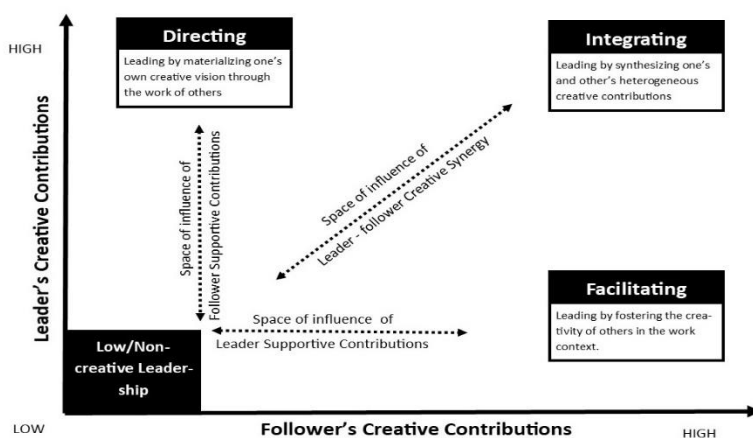 HIGH
Directing
Leading by materializing one's
own creative vision through
the work of others
Integrating
Leading by synthesizing one's
and other's heterogeneous
creative contributions
Leader's Creative Contributions
Space of influence of
Follower Supportive Contributions
Space of influence of
Leader - follower Creative Synergy
Facilitating
Leading by fostering the crea-
tivity of others in the work
context.
Space of influence of
Leader Supportive Contributions
Low/Non-
creative Leader-
ship
LOW
Follower's Creative Contributions
HIGH